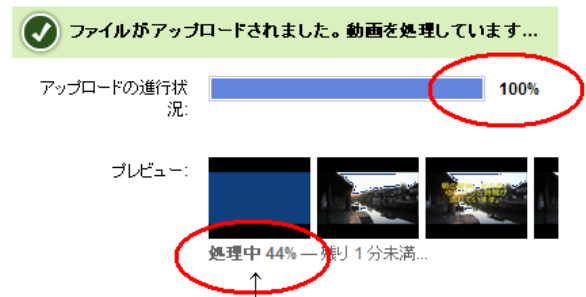 ファイルがアップロードされました。動画を処理しています...
アップロードの進行状
況:
100%
プレビュー:
処理中 44% — 残り 1 分未満...